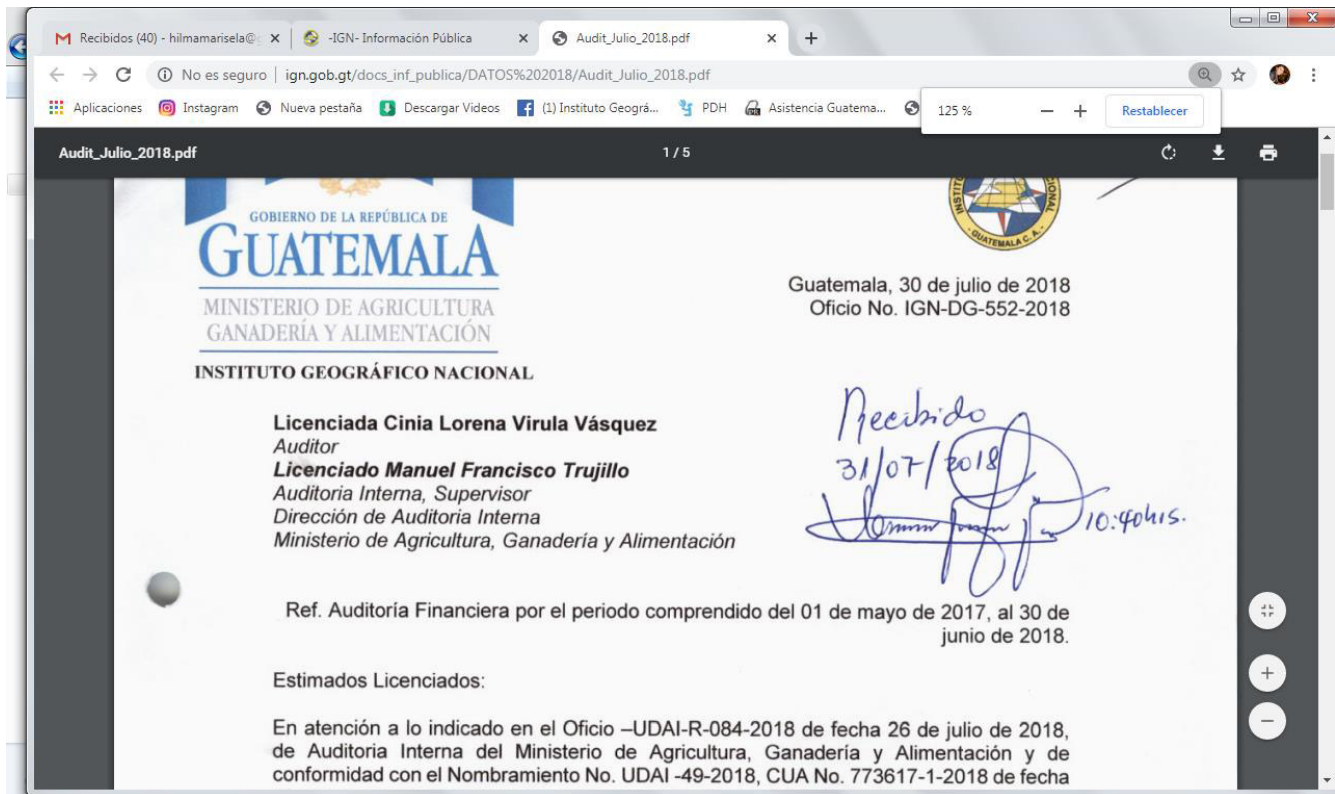 Recibidos (40) - hilmamarisela@g
-IGN- Información Pública
Audit_Julio_2018.pdf
No es seguro | ign.gob.gt/docs_inf_publica/DATOS%202018/Audit_Julio_2018.pdf
Aplicaciones Instagram Nueva pestaña Descargar Videos (1) Instituto Geográ... PDH Asistencia Guatema...
125 % − + Restablecer
Audit_Julio_2018.pdf 1 / 5
GOBIERNO DE LA REPÚBLICA DE
GUATEMALA
MINISTERIO DE AGRICULTURA
GANADERÍA Y ALIMENTACIÓN
INSTITUTO GEOGRÁFICO NACIONAL
GUATEMALA C. A.
Guatemala, 30 de julio de 2018
Oficio No. IGN-DG-552-2018
Licenciada Cinia Lorena Virula Vásquez
Auditor
Licenciado Manuel Francisco Trujillo
Auditoria Interna, Supervisor
Dirección de Auditoria Interna
Ministerio de Agricultura, Ganadería y Alimentación
Recibido
31/07/2018
10:40hrs.
Ref. Auditoría Financiera por el periodo comprendido del 01 de mayo de 2017, al 30 de
junio de 2018.
Estimados Licenciados:
En atención a lo indicado en el Oficio –UDAI-R-084-2018 de fecha 26 de julio de 2018,
de Auditoria Interna del Ministerio de Agricultura, Ganadería y Alimentación y de
conformidad con el Nombramiento No. UDAI -49-2018, CUA No. 773617-1-2018 de fecha